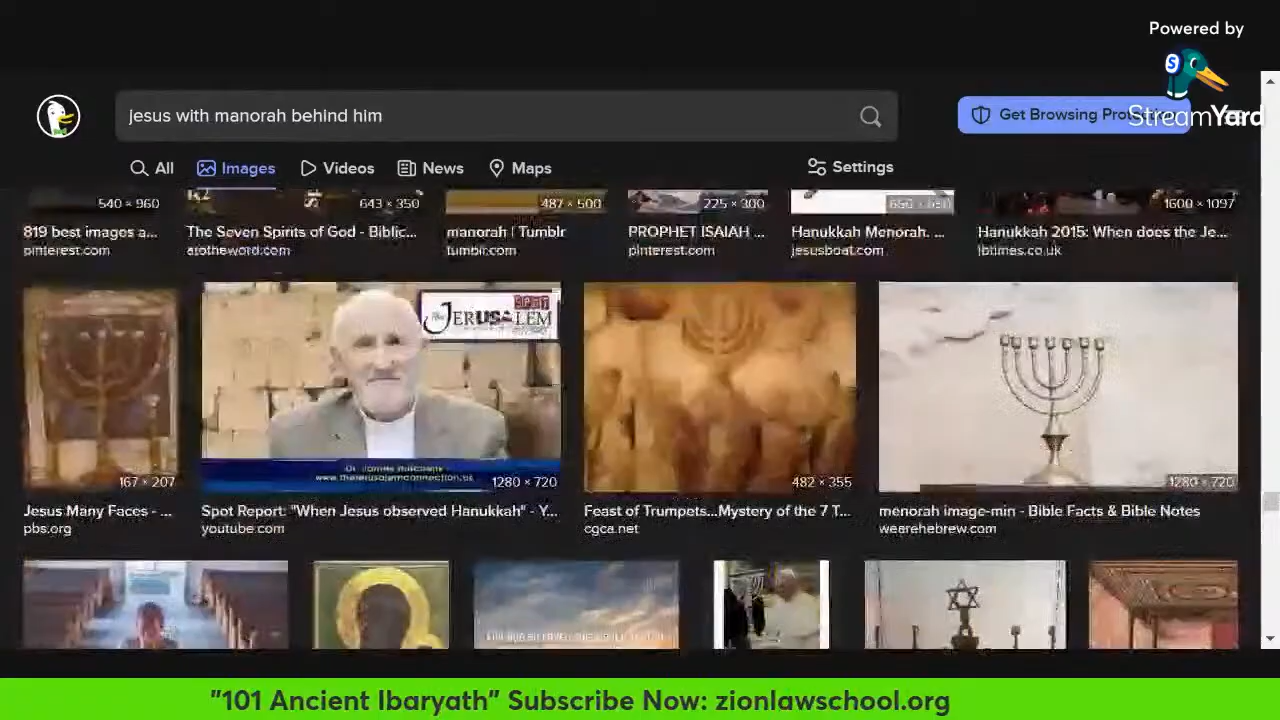 Powered by
StreamYard
jesus with manorah behind him
Get Browsing
All
Images
Videos
News
Maps
Settings
540 × 960
643 × 350
487 × 500
225 × 300
1600 × 1097
819 best images a...
The Seven Spirits of God - Biblic...
manorah | Tumblr
PROPHET ISAIAH ...
Hanukkah Menorah. ...
Hanukkah 2015: When does the Je...
pinterest.com
arotheword.com
tumblr.com
pinterest.com
jesusboat.com
ibtimes.co.uk
The JERUSALEM
167 × 207
1280 × 720
482 × 355
1280 × 720
Jesus Many Faces - ...
Spot Report: "When Jesus observed Hanukkah" - Y...
Feast of Trumpets...Mystery of the 7 T...
menorah image-min - Bible Facts & Bible Notes
pbs.org
youtube.com
cgca.net
wearehebrew.com
"101 Ancient Ibaryath" Subscribe Now: zionlawschool.org